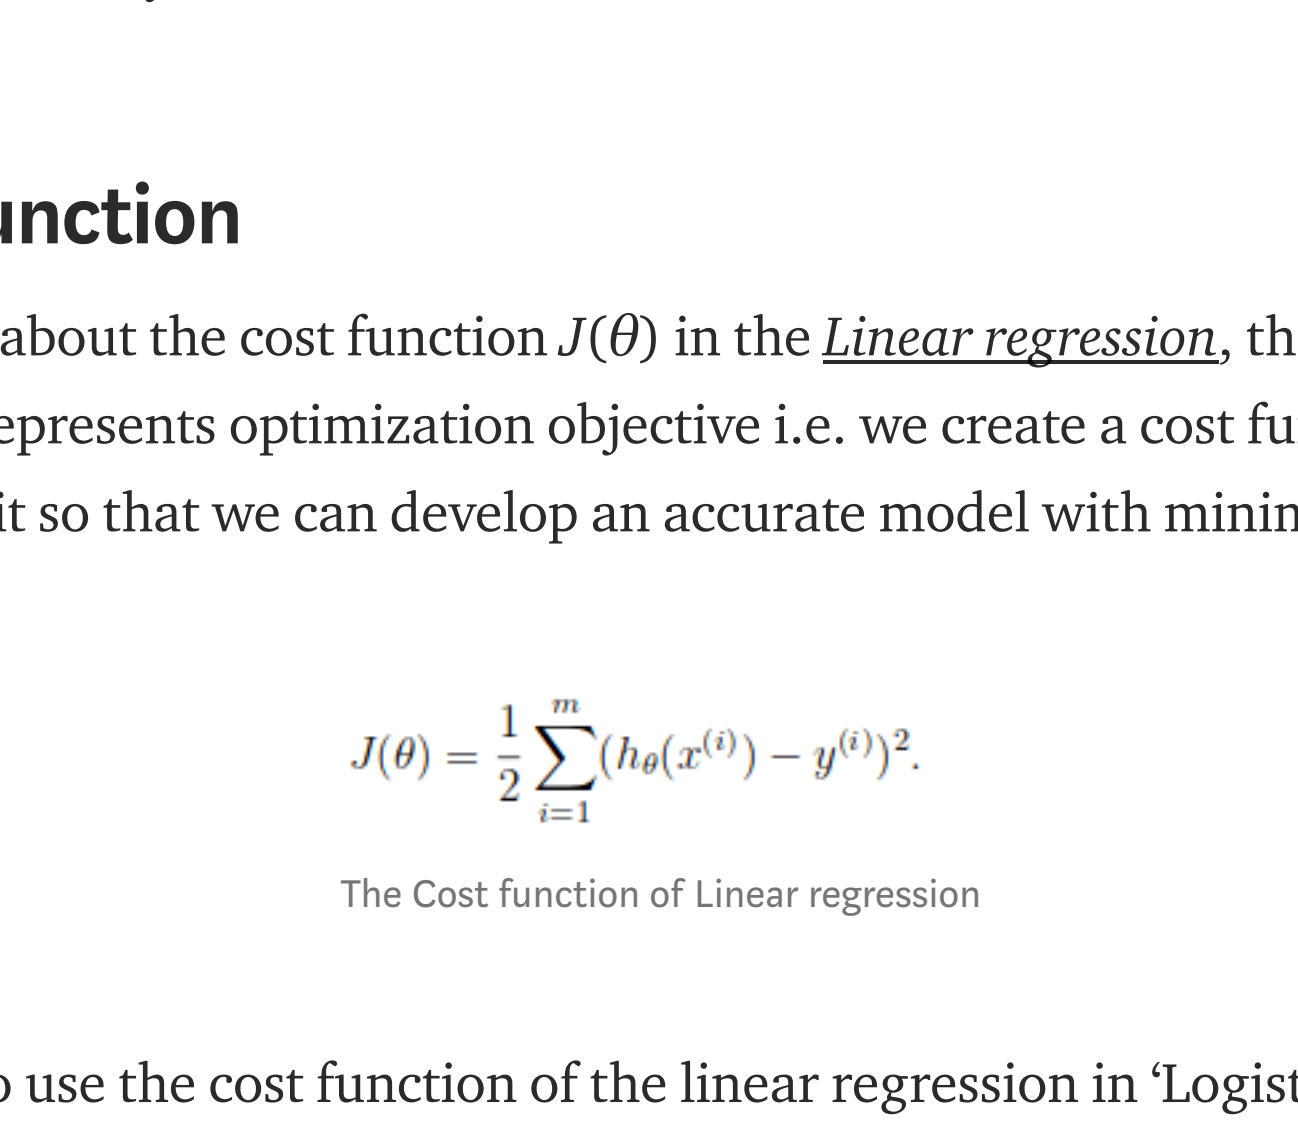 unction
about the cost function J(θ) in the Linear regression, th
epresents optimization objective i.e. we create a cost fu
it so that we can develop an accurate model with minin
J(θ) = 1/2 ∑_{i=1}^{m} (h_θ(x^{(i)}) − y^{(i)})².
The Cost function of Linear regression
o use the cost function of the linear regression in ‘Logist